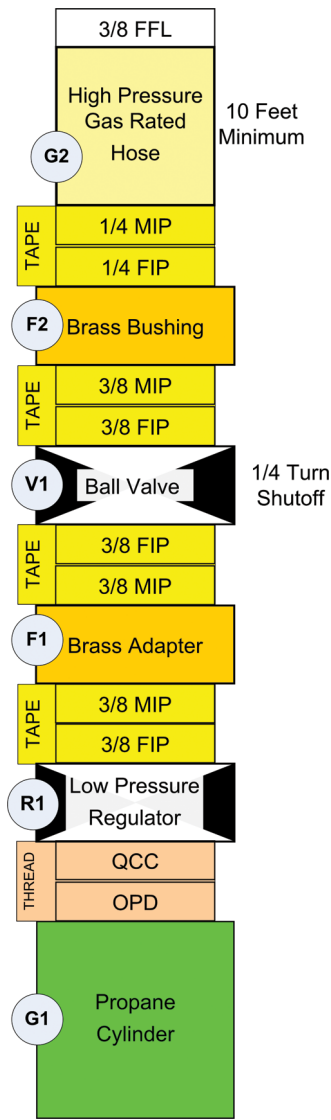 3/8 FFL
High Pressure
Gas Rated
Hose
10 Feet
Minimum
G2
TAPE
1/4 MIP
1/4 FIP
F2
Brass Bushing
TAPE
3/8 MIP
3/8 FIP
V1
Ball Valve
1/4 Turn
Shutoff
TAPE
3/8 FIP
3/8 MIP
F1
Brass Adapter
TAPE
3/8 MIP
3/8 FIP
R1
Low Pressure
Regulator
THREAD
QCC
OPD
G1
Propane
Cylinder